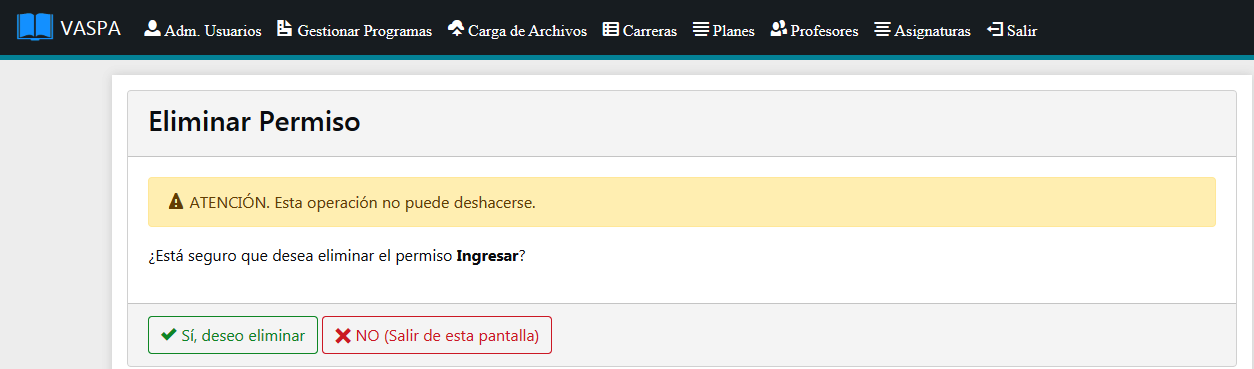 VASPA Adm. Usuarios Gestionar Programas Carga de Archivos Carreras Planes Profesores Asignaturas Salir
Eliminar Permiso
ATENCIÓN. Esta operación no puede deshacerse.
¿Está seguro que desea eliminar el permiso Ingresar?
Sí, deseo eliminar NO (Salir de esta pantalla)